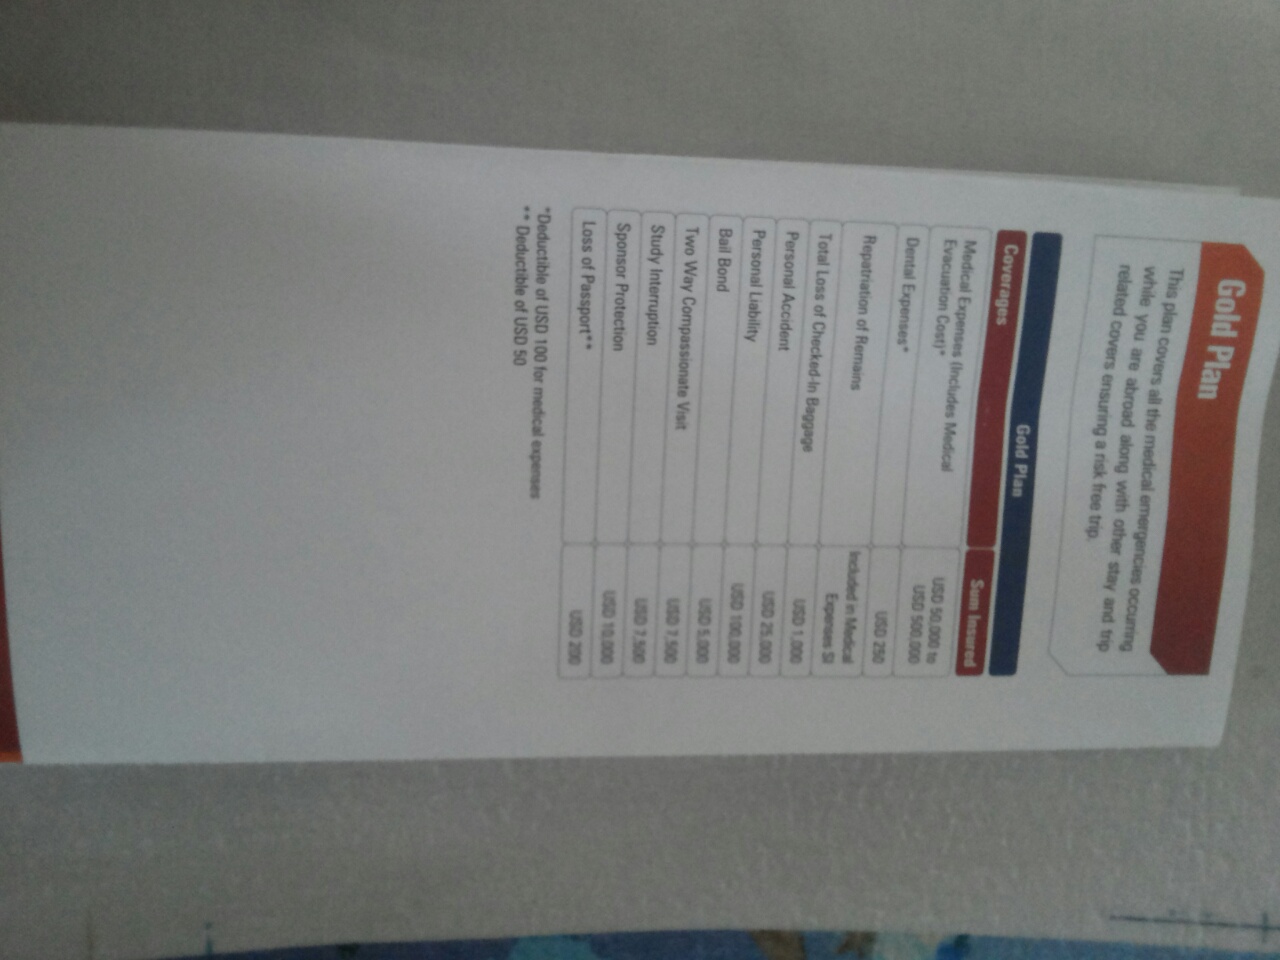 Gold Plan
This plan covers all the medical emergencies occurring
while you are abroad along with other stay and trip
related covers ensuring a risk free trip.
Gold Plan
Coverages Sum Insured
Medical Expenses (Includes Medical
Evacuation Cost)* USD 50,000 to
USD 500,000
Dental Expenses* USD 250
Repatriation of Remains Included in Medical
Expenses SI
Total Loss of Checked-In Baggage USD 1,000
Personal Accident USD 25,000
Personal Liability USD 100,000
Bail Bond USD 5,000
Two Way Compassionate Visit USD 7,500
Study Interruption USD 7,500
Sponsor Protection USD 10,000
Loss of Passport** USD 200
*Deductible of USD 100 for medical expenses
** Deductible of USD 50